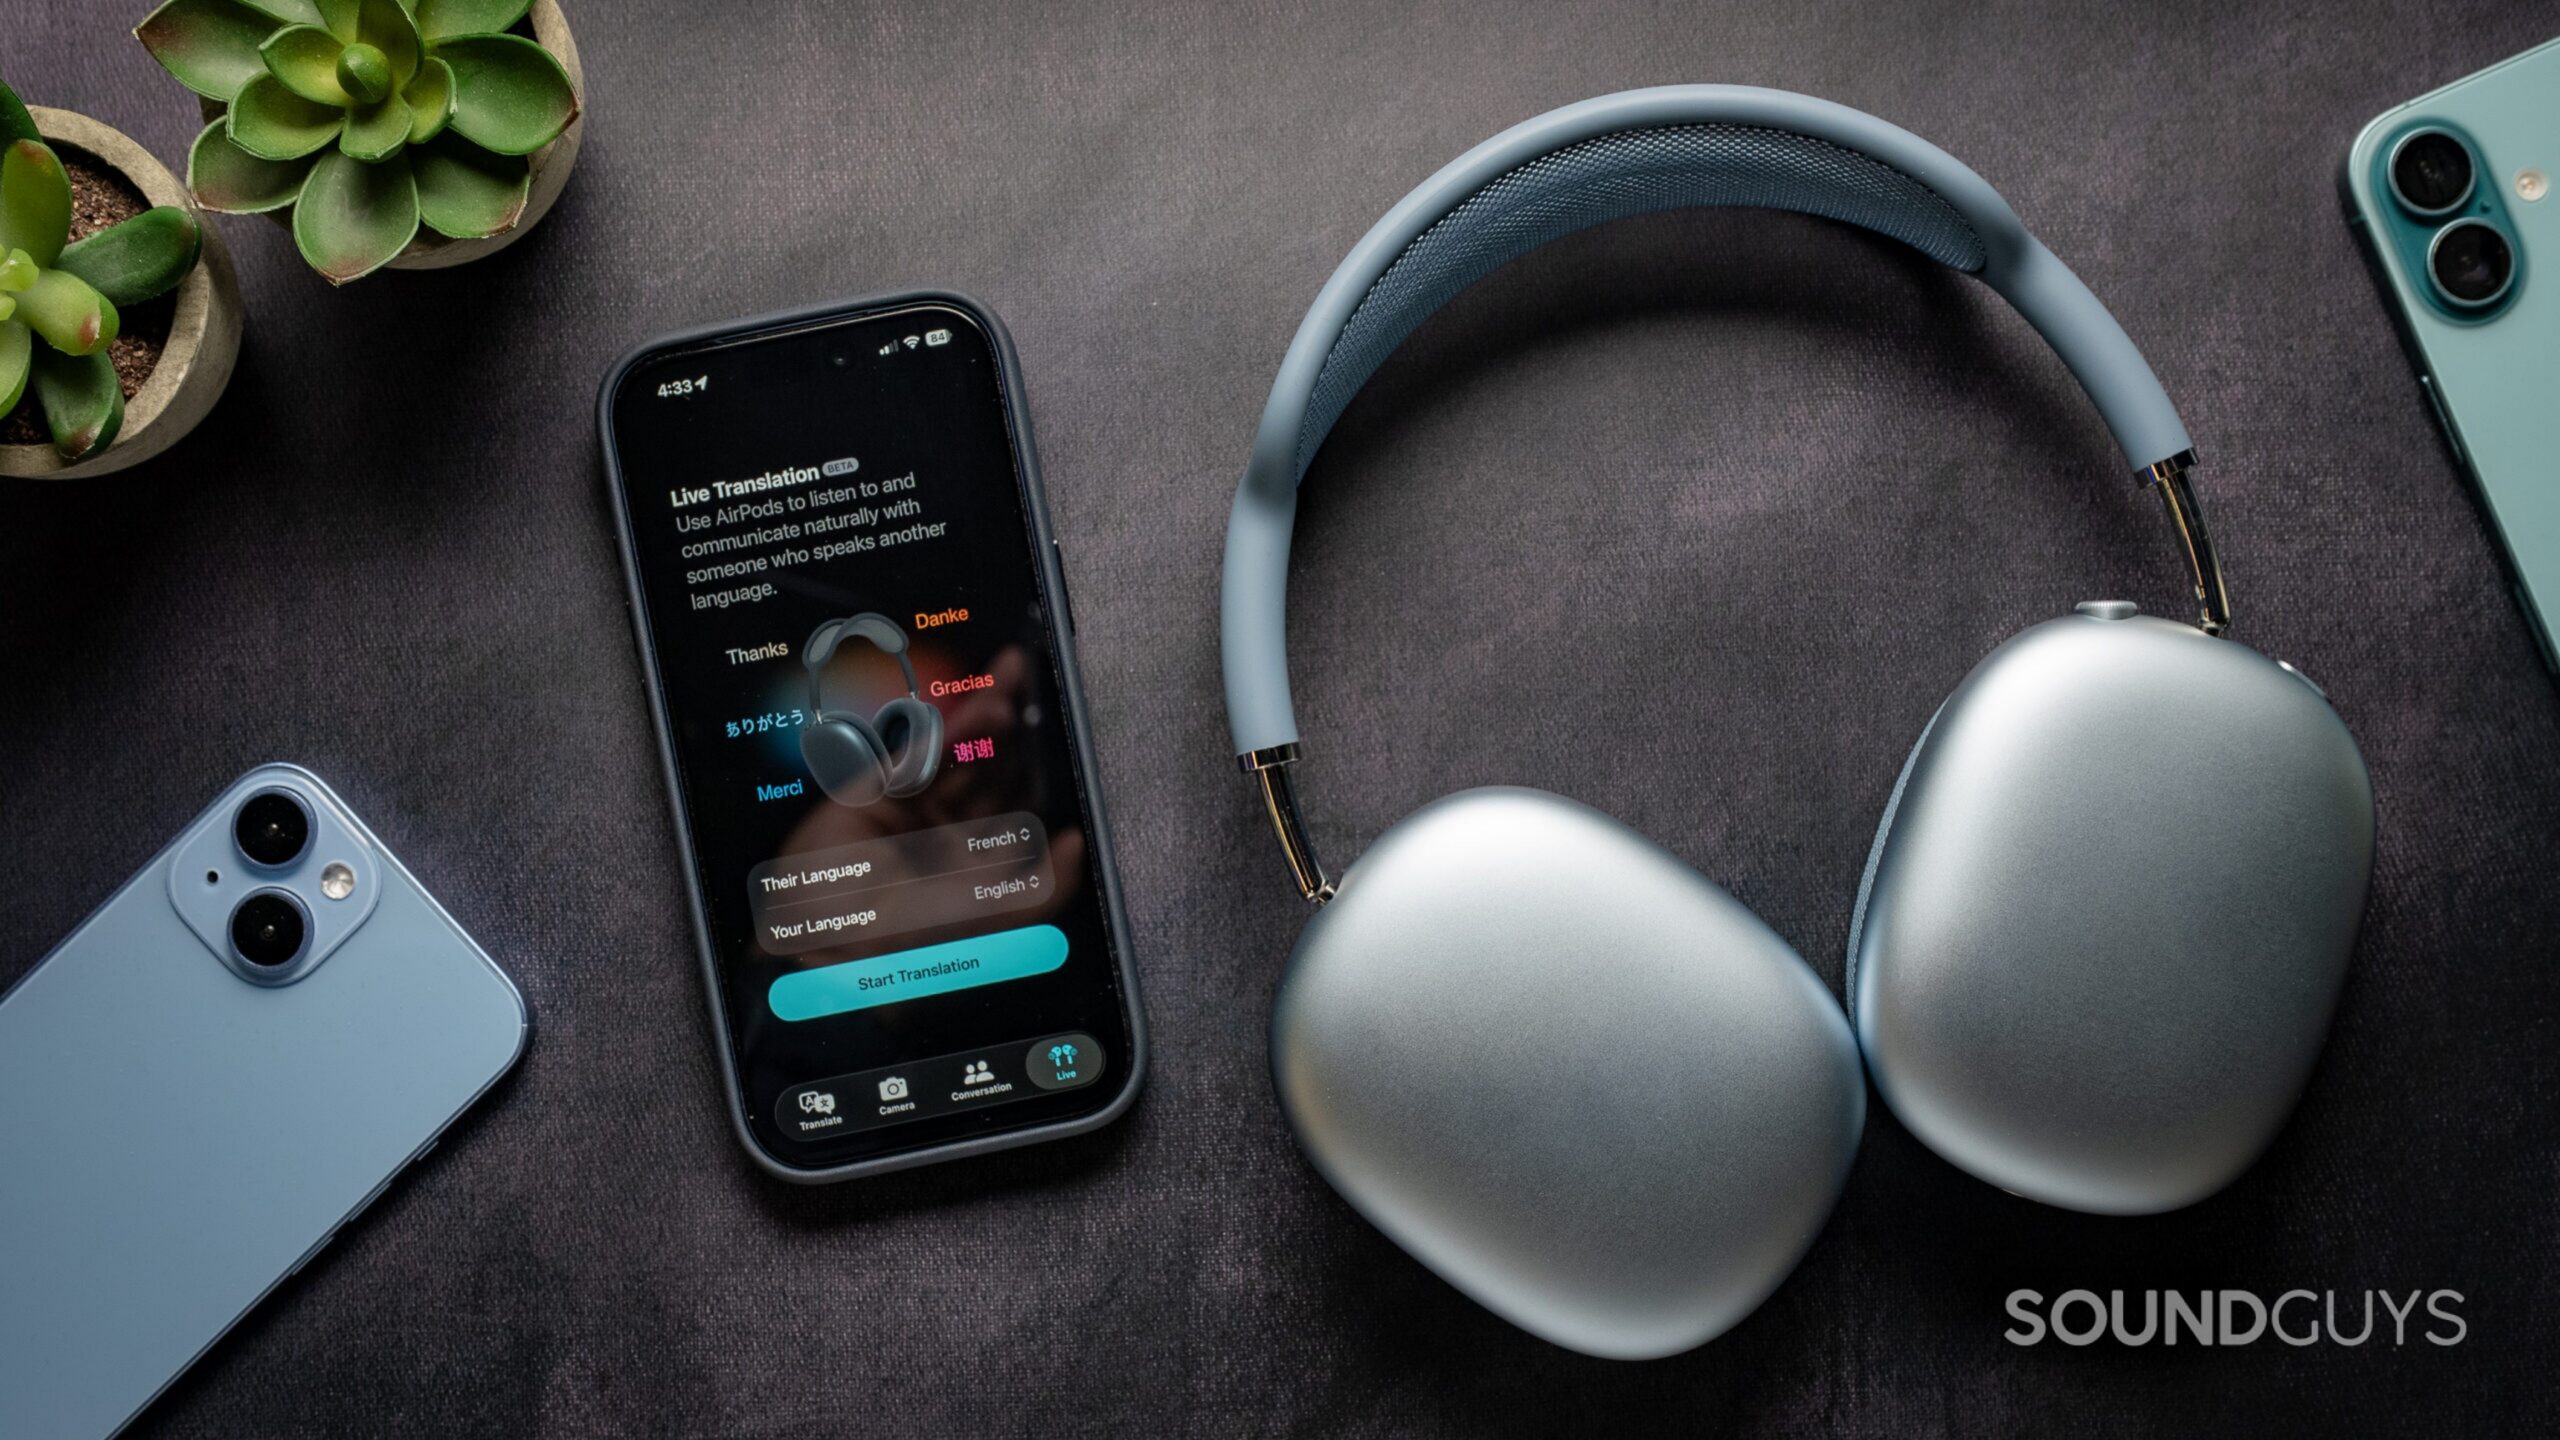 4:33
84
Live Translation BETA
Use AirPods to listen to and
communicate naturally with
someone who speaks another
language.
Thanks
Danke
Gracias
ありがとう
谢谢
Merci
Their Language French
Your Language English
Start Translation
Translate
Camera
Conversation
Live
SOUNDGUYS